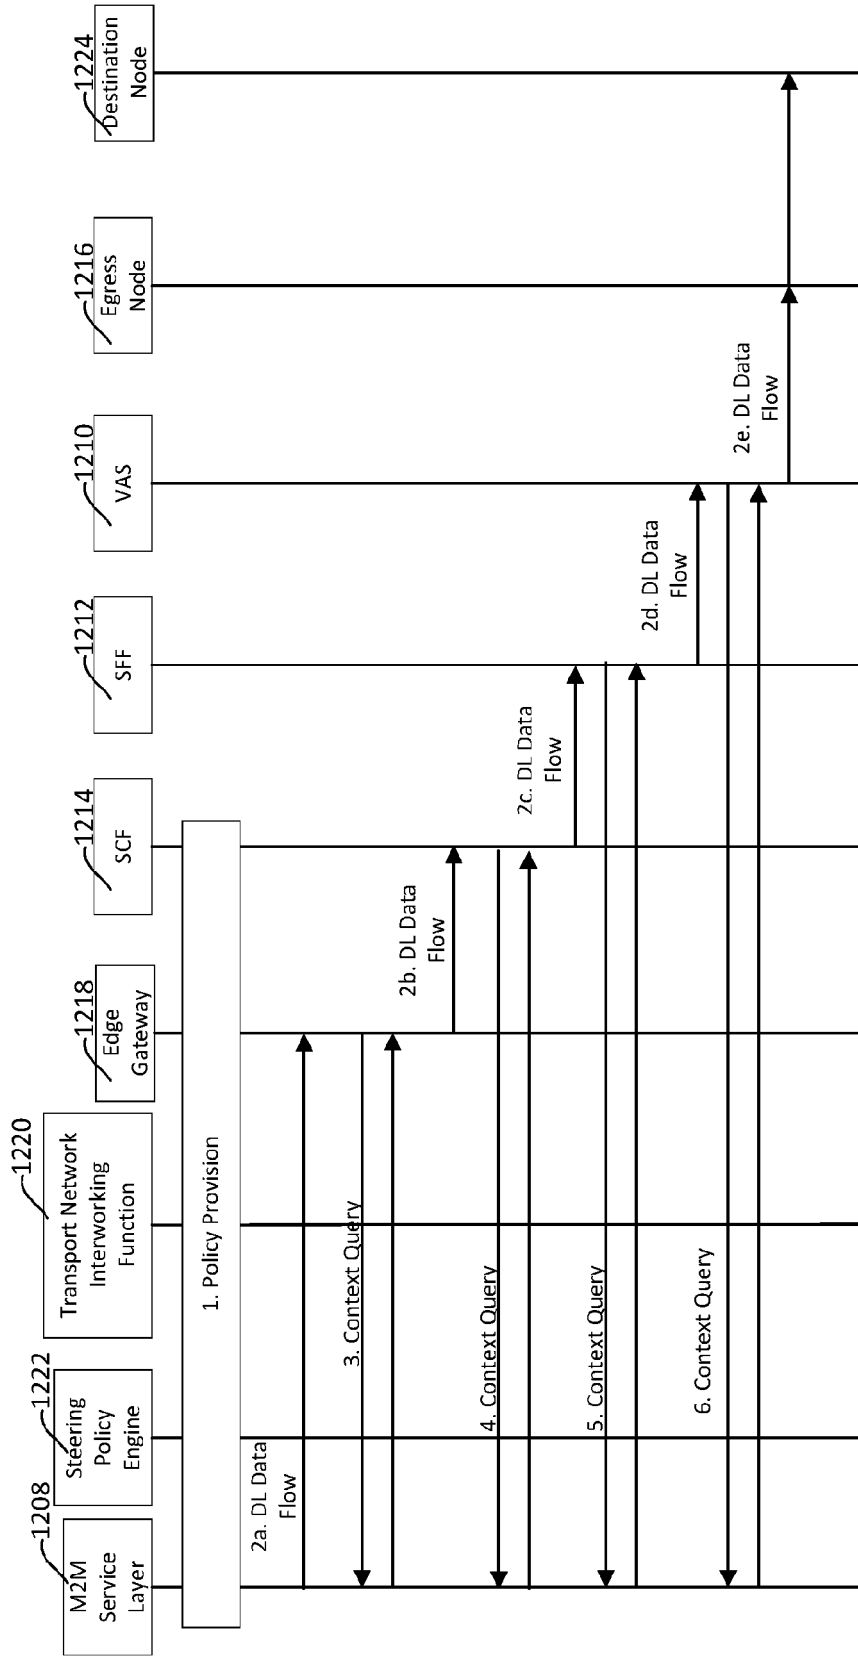 1208
M2M
Service
Layer
1222
Steering
Policy
Engine
1220
Transport Network
Interworking
Function
1218
Edge
Gateway
1214
SCF
1212
SFF
1210
VAS
1216
Egress
Node
1224
Destination
Node
1. Policy Provision
2a. DL Data
Flow
3. Context Query
2b. DL Data
Flow
4. Context Query
2c. DL Data
Flow
5. Context Query
2d. DL Data
Flow
6. Context Query
2e. DL Data
Flow